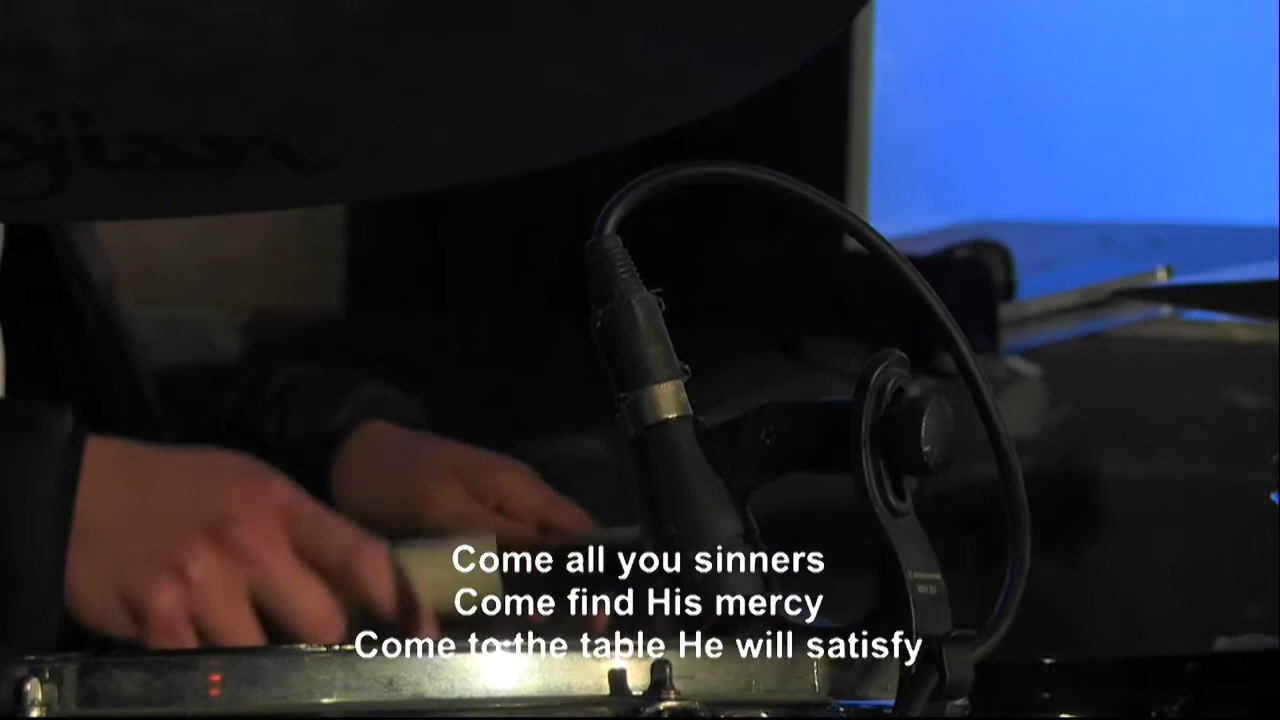 Come all you sinners
Come find His mercy
Come to the table He will satisfy